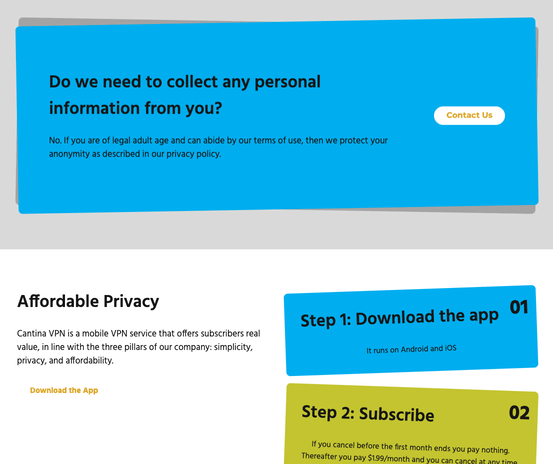 Do we need to collect any personal
information from you?
Contact Us
No. If you are of legal adult age and can abide by our terms of use, then we protect your
anonymity as described in our privacy policy.
Affordable Privacy
Cantina VPN is a mobile VPN service that offers subscribers real
value, in line with the three pillars of our company: simplicity,
privacy, and affordability.
Download the App
01
Step 1: Download the app
It runs on Android and iOS
02
Step 2: Subscribe
If you cancel before the first month ends you pay nothing.
Thereafter you pay $1.99/month and you can cancel at any time